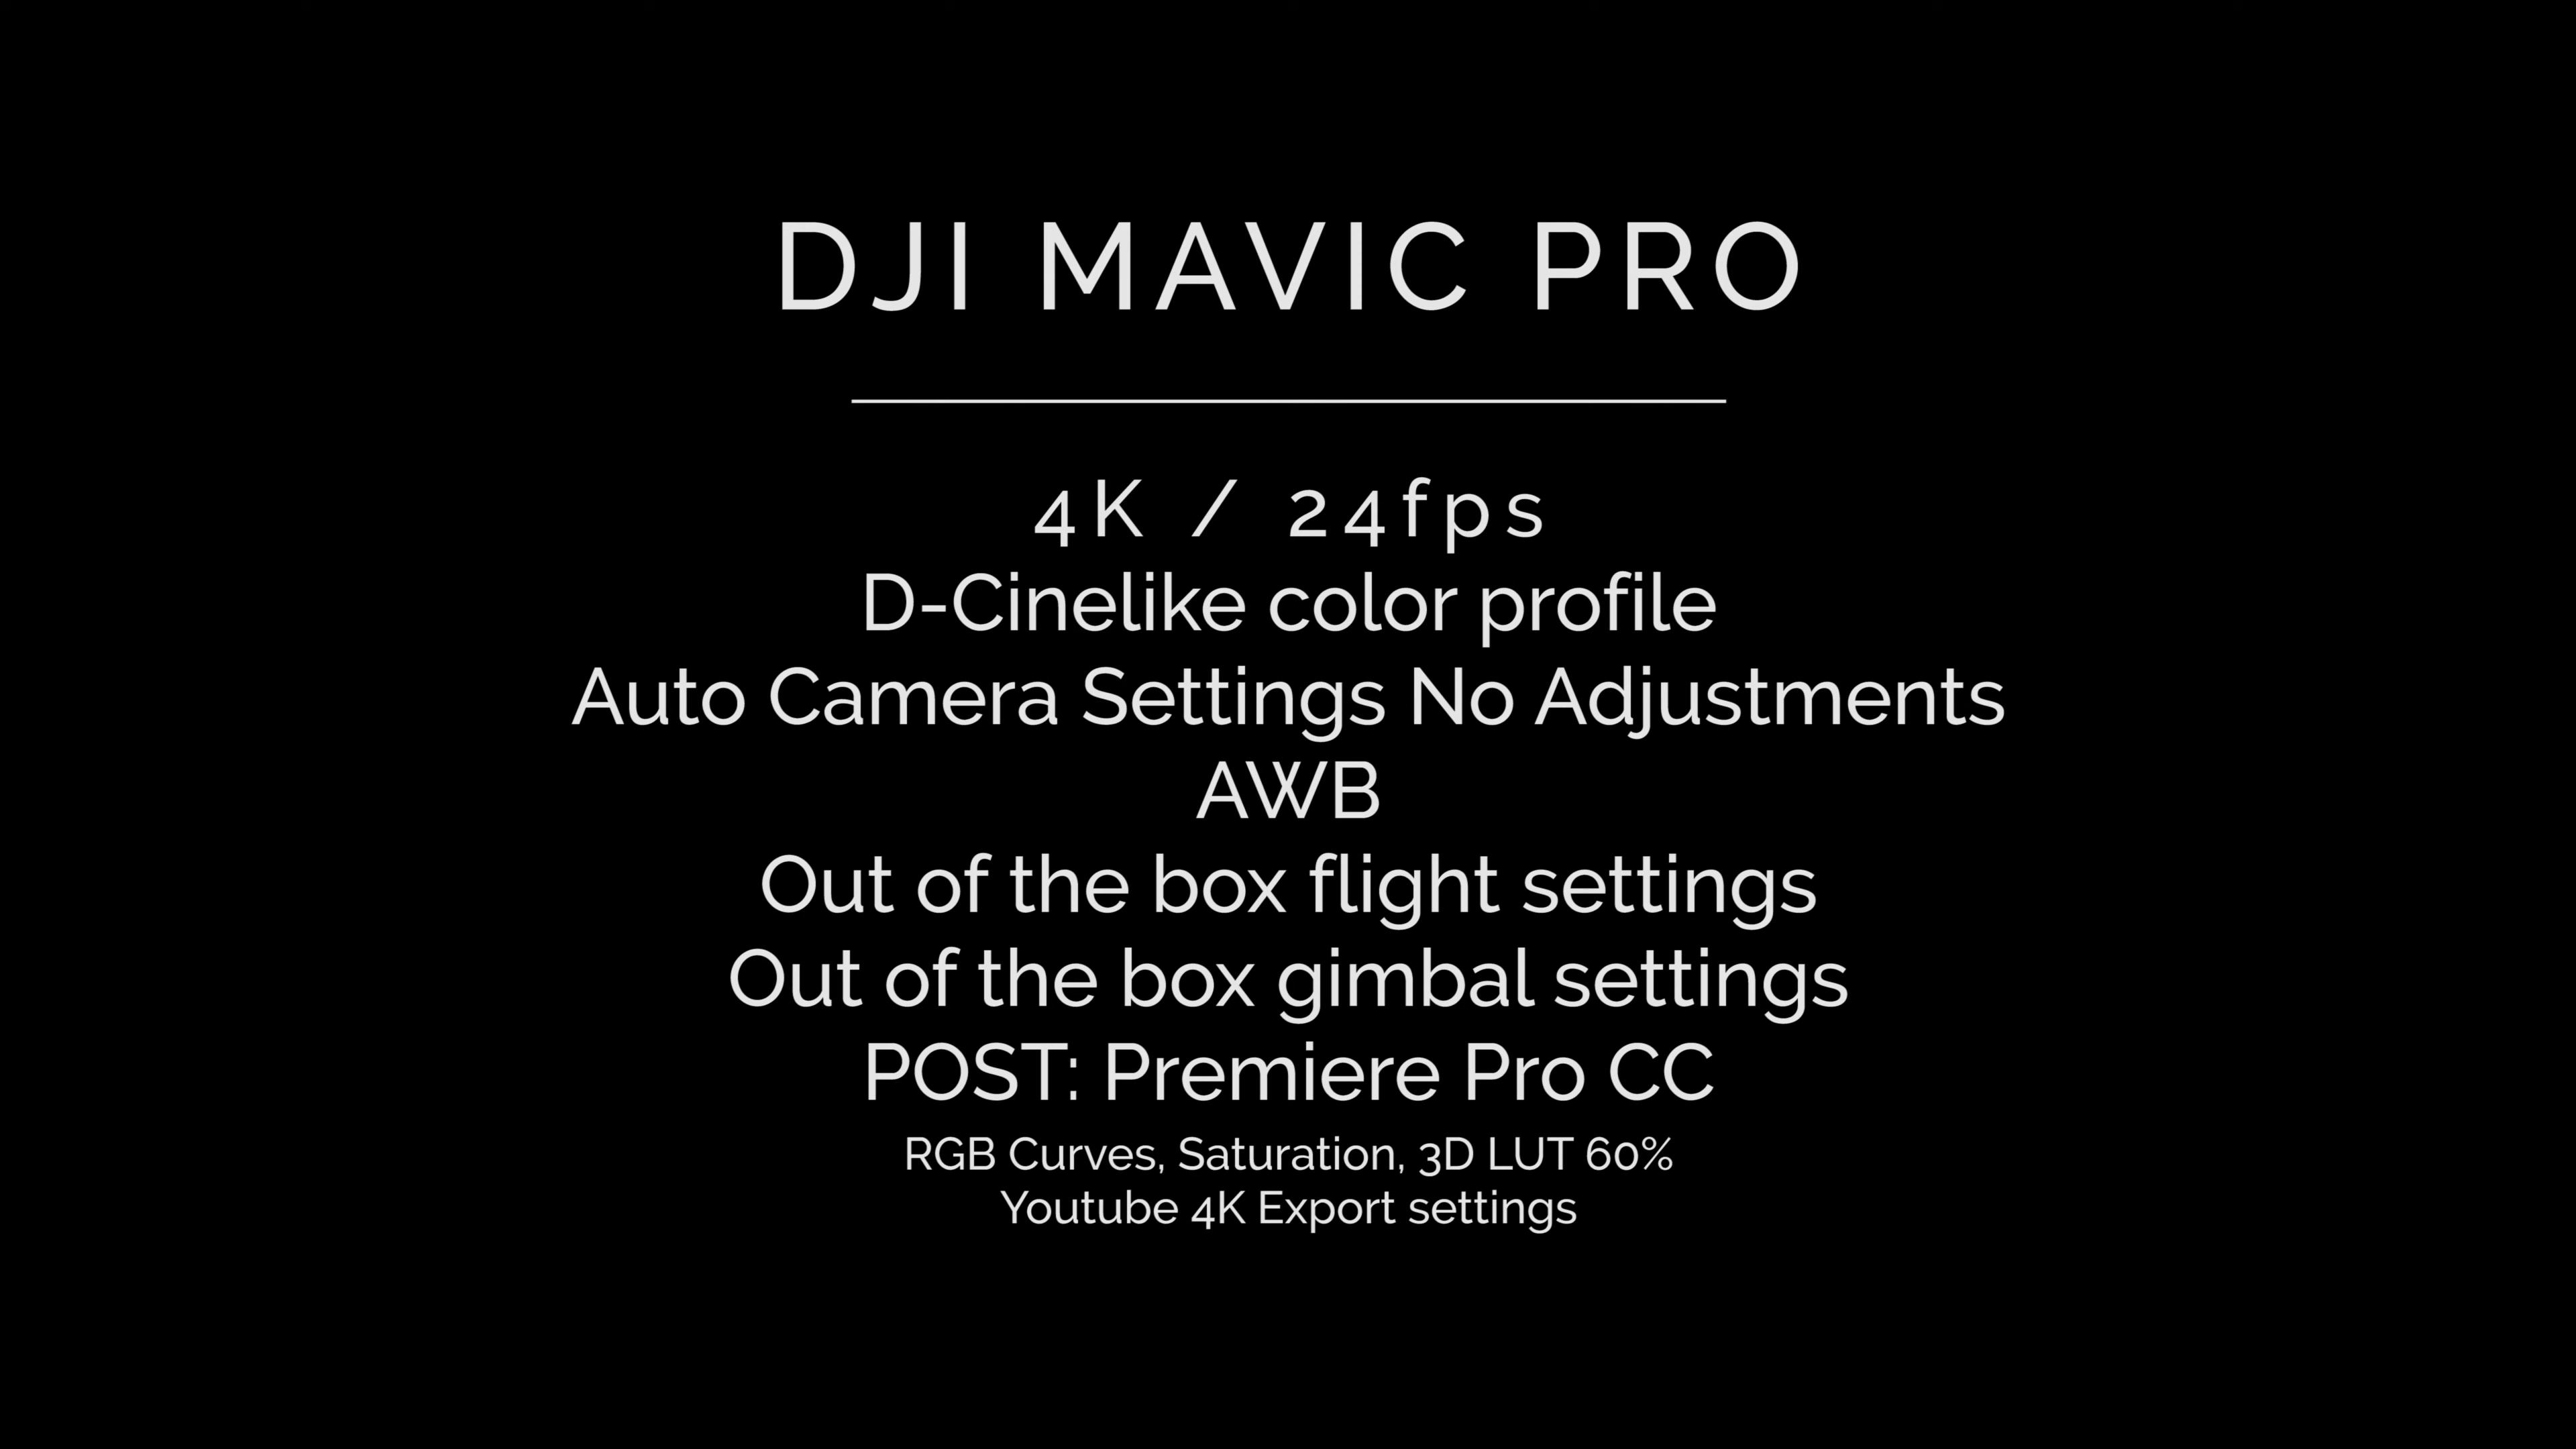 DJI MAVIC PRO
4K / 24fps
D-Cinelike color profile
Auto Camera Settings No Adjustments
AWB
Out of the box flight settings
Out of the box gimbal settings
POST: Premiere Pro CC
RGB Curves, Saturation, 3D LUT 60%
Youtube 4K Export settings